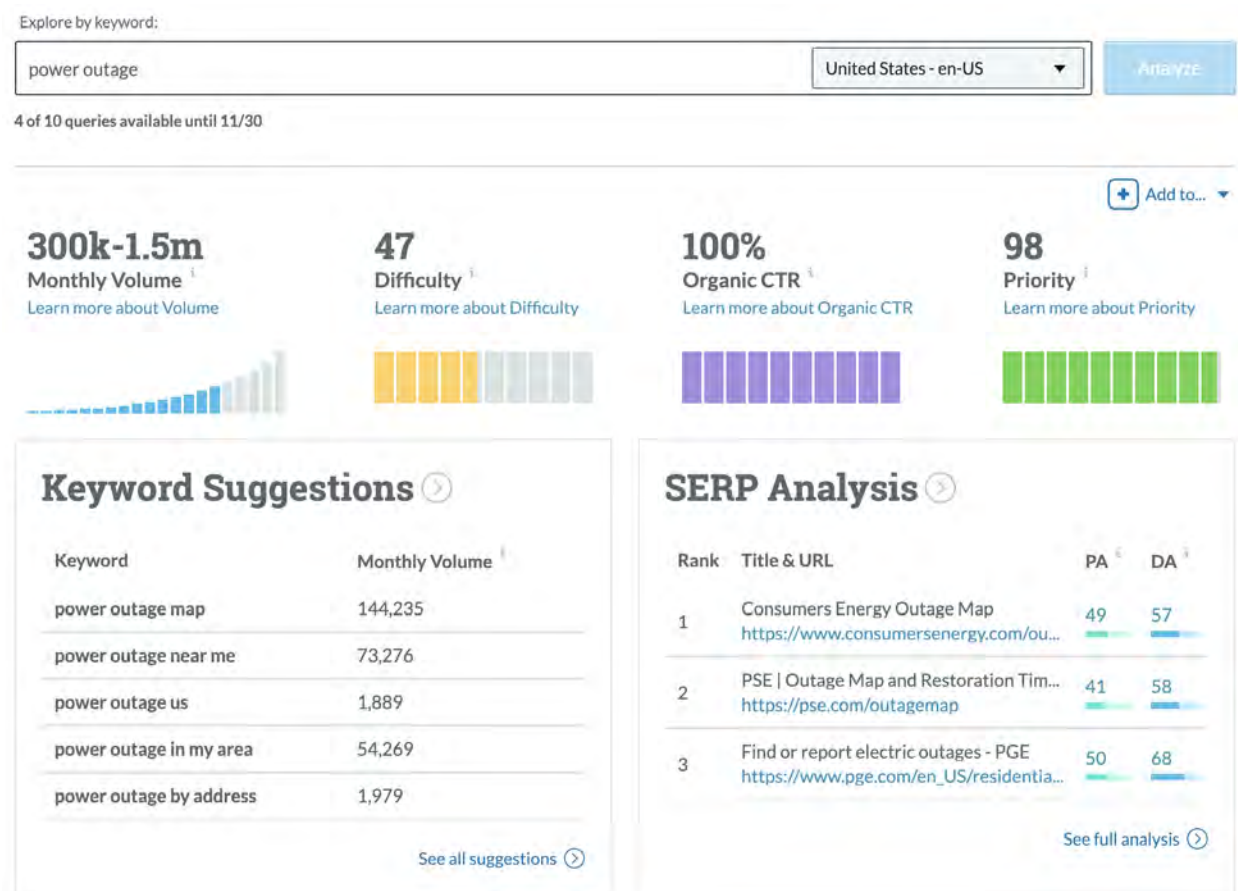 Explore by keyword:
power outage
United States - en-US
Analyze
4 of 10 queries available until 11/30
Add to...
300k-1.5m
Monthly Volume i
Learn more about Volume
47
Difficulty i
Learn more about Difficulty
100%
Organic CTR i
Learn more about Organic CTR
98
Priority i
Learn more about Priority
Keyword Suggestions
Keyword Monthly Volume i
power outage map 144,235
power outage near me 73,276
power outage us 1,889
power outage in my area 54,269
power outage by address 1,979
See all suggestions
SERP Analysis
Rank Title & URL PA i DA i
1 Consumers Energy Outage Map 49 57
https://www.consumersenergy.com/ou...
2 PSE | Outage Map and Restoration Tim... 41 58
https://pse.com/outagemap
3 Find or report electric outages - PGE 50 68
https://www.pge.com/en_US/residentia...
See full analysis